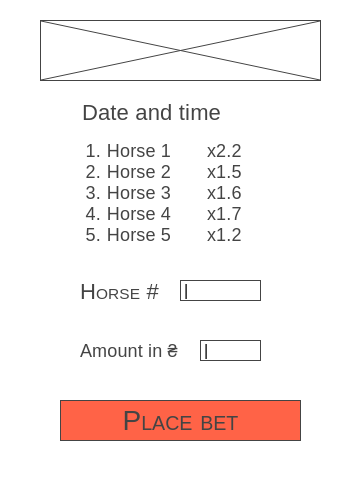 Date and time
1. Horse 1 x2.2
2. Horse 2 x1.5
3. Horse 3 x1.6
4. Horse 4 x1.7
5. Horse 5 x1.2
Horse #
Amount in ₴
Place bet